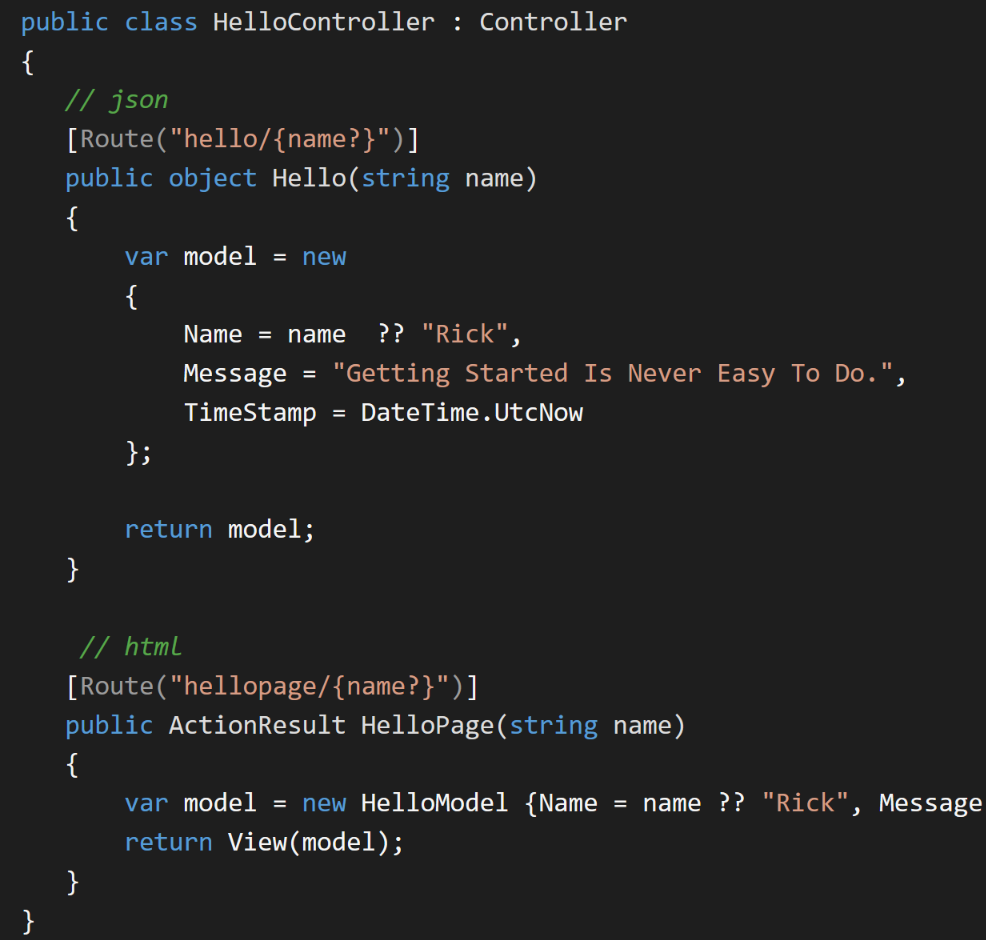 public class HelloController : Controller
{
   // json
   [Route("hello/{name?}")]
   public object Hello(string name)
   {
       var model = new
       {
           Name = name  ?? "Rick",
           Message = "Getting Started Is Never Easy To Do.",
           TimeStamp = DateTime.UtcNow
       };

       return model;
   }

    // html
   [Route("hellopage/{name?}")]
   public ActionResult HelloPage(string name)
   {
       var model = new HelloModel {Name = name ?? "Rick", Message
       return View(model);
   }
}